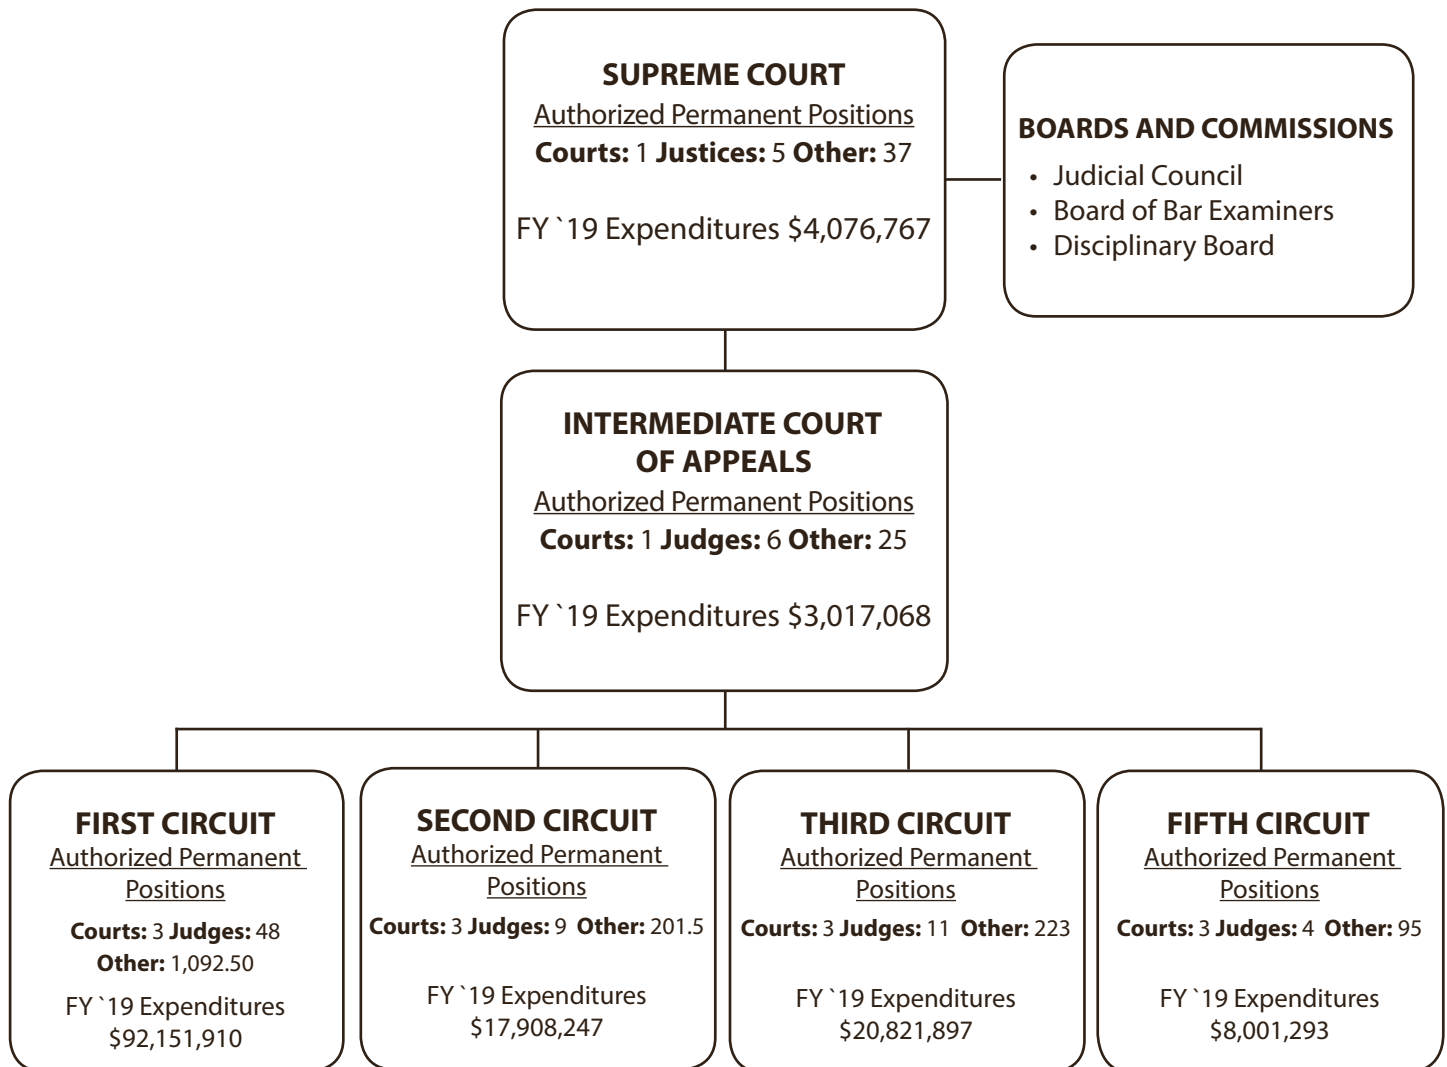 SUPREME COURT
Authorized Permanent Positions
Courts: 1 Justices: 5 Other: 37
FY `19 Expenditures $4,076,767
BOARDS AND COMMISSIONS
• Judicial Council
• Board of Bar Examiners
• Disciplinary Board
INTERMEDIATE COURT
OF APPEALS
Authorized Permanent Positions
Courts: 1 Judges: 6 Other: 25
FY `19 Expenditures $3,017,068
FIRST CIRCUIT
Authorized Permanent
Positions
Courts: 3 Judges: 48
Other: 1,092.50
FY `19 Expenditures
$92,151,910
SECOND CIRCUIT
Authorized Permanent
Positions
Courts: 3 Judges: 9 Other: 201.5
FY `19 Expenditures
$17,908,247
THIRD CIRCUIT
Authorized Permanent
Positions
Courts: 3 Judges: 11 Other: 223
FY `19 Expenditures
$20,821,897
FIFTH CIRCUIT
Authorized Permanent
Positions
Courts: 3 Judges: 4 Other: 95
FY `19 Expenditures
$8,001,293